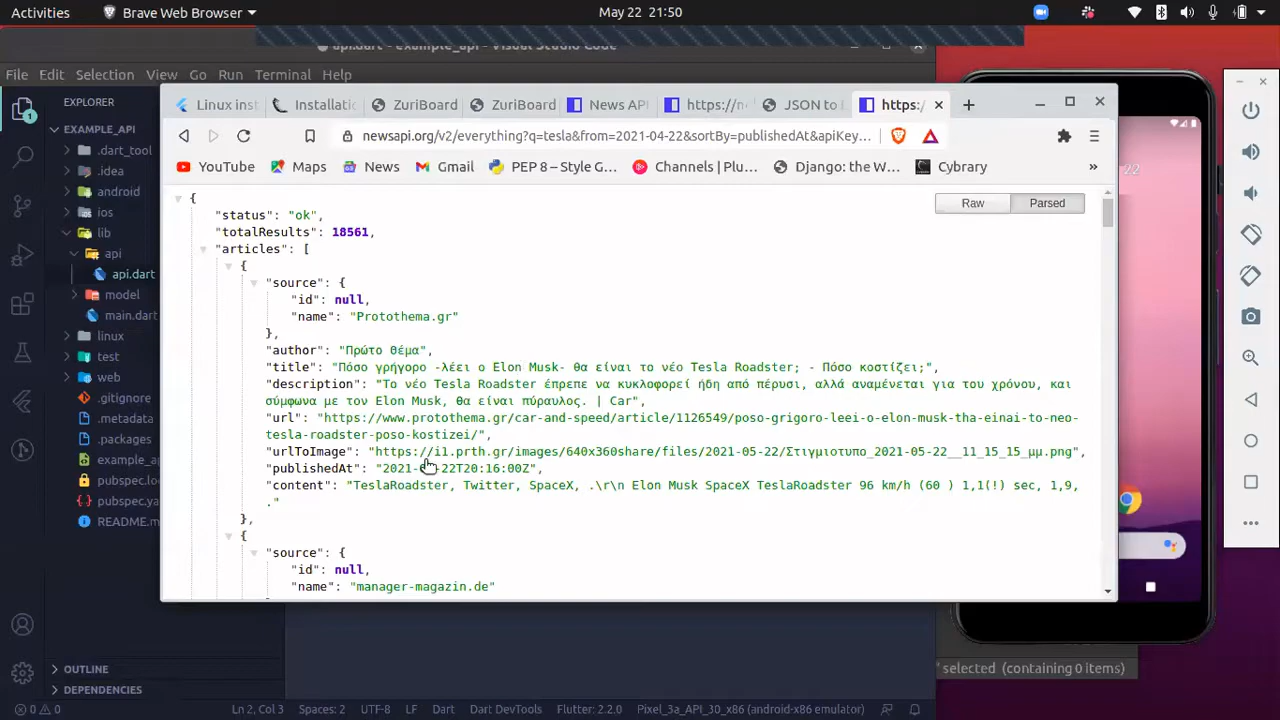 Activities
Brave Web Browser
May 22 21:50
api.dart - example_api - Visual Studio Code
File Edit Selection View Go Run Terminal Help
EXPLORER
EXAMPLE_API
.dart_tool
.idea
android
ios
lib
api
api.dart
model
main.dart
linux
test
web
.gitignore
.metadata
.packages
example_ap
pubspec.lo
pubspec.ya
README.m
OUTLINE
DEPENDENCIES
1
Linux inst
Installatio
ZuriBoard
ZuriBoard
News API
https://n
JSON to
https:/
newsapi.org/v2/everything?q=tesla&from=2021-04-22&sortBy=publishedAt&apiKey...
YouTube
Maps
News
Gmail
PEP 8 – Style G...
Channels | Plu...
Django: the W...
Cybrary
»
Raw
Parsed
{
"status": "ok",
"totalResults": 18561,
"articles": [
{
"source": {
"id": null,
"name": "Protothema.gr"
},
"author": "Πρώτο Θέμα",
"title": "Πόσο γρήγορο -λέει ο Elon Musk- θα είναι το νέο Tesla Roadster; - Πόσο κοστίζει;",
"description": "Το νέο Tesla Roadster έπρεπε να κυκλοφορεί ήδη από πέρυσι, αλλά αναμένεται για του χρόνου, και
σύμφωνα με τον Elon Musk, θα είναι πύραυλος. | Car",
"url": "https://www.protothema.gr/car-and-speed/article/1126549/poso-grigoro-leei-o-elon-musk-tha-einai-to-neo-
tesla-roadster-poso-kostizei/",
"urlToImage": "https://i1.prth.gr/images/640x360share/files/2021-05-22/Στιγμιοτυπο_2021-05-22__11_15_15_μμ.png",
"publishedAt": "2021-05-22T20:16:00Z",
"content": "TeslaRoadster, Twitter, SpaceX, .\r\n Elon Musk SpaceX TeslaRoadster 96 km/h (60 ) 1,1(!) sec, 1,9,
."
},
{
"source": {
"id": null,
"name": "manager-magazin.de"
22
selected (containing 0 items)
0 0
Ln 2, Col 3
Spaces: 2
UTF-8
LF
Dart
Dart DevTools
Flutter: 2.2.0
Pixel_3a_API_30_x86 (android-x86 emulator)